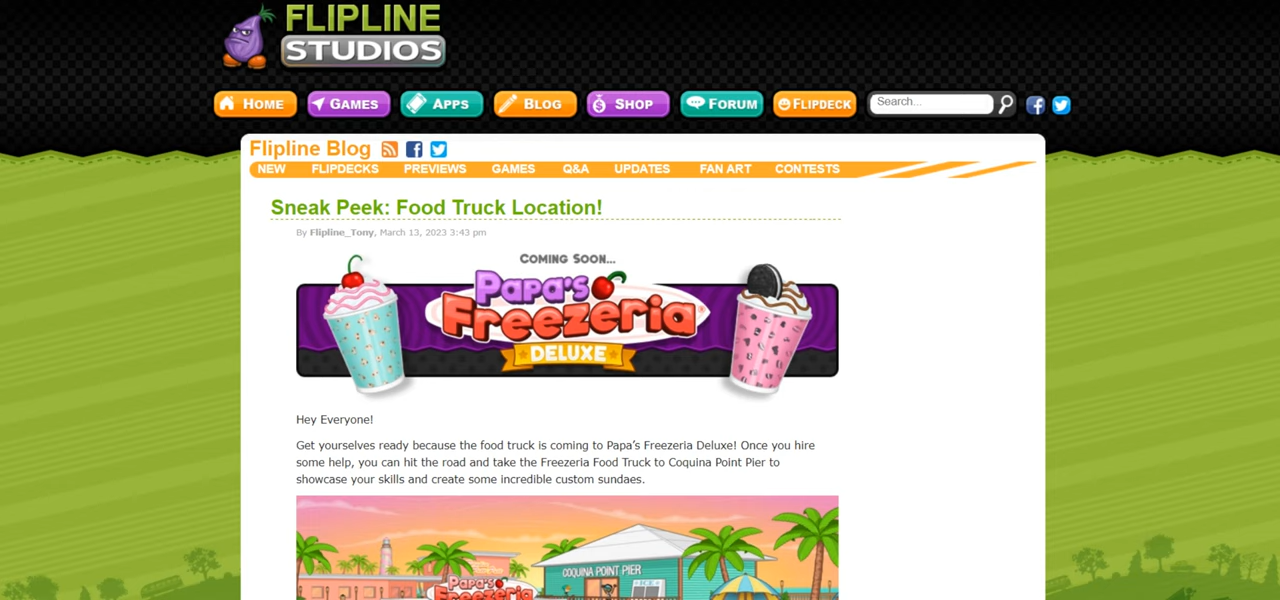 FLIPLINE
STUDIOS
HOME GAMES APPS BLOG SHOP FORUM FLIPDECK Search...
Flipline Blog
NEW FLIPDECKS PREVIEWS GAMES Q&A UPDATES FAN ART CONTESTS
Sneak Peek: Food Truck Location!
By Flipline_Tony, March 13, 2023 3:43 pm
COMING SOON...
PAPA'S
Freezeria
DELUXE
Hey Everyone!
Get yourselves ready because the food truck is coming to Papa's Freezeria Deluxe! Once you hire
some help, you can hit the road and take the Freezeria Food Truck to Coquina Point Pier to
showcase your skills and create some incredible custom sundaes.
COQUINA POINT PIER
ICE
PAPA'S
Freezeria